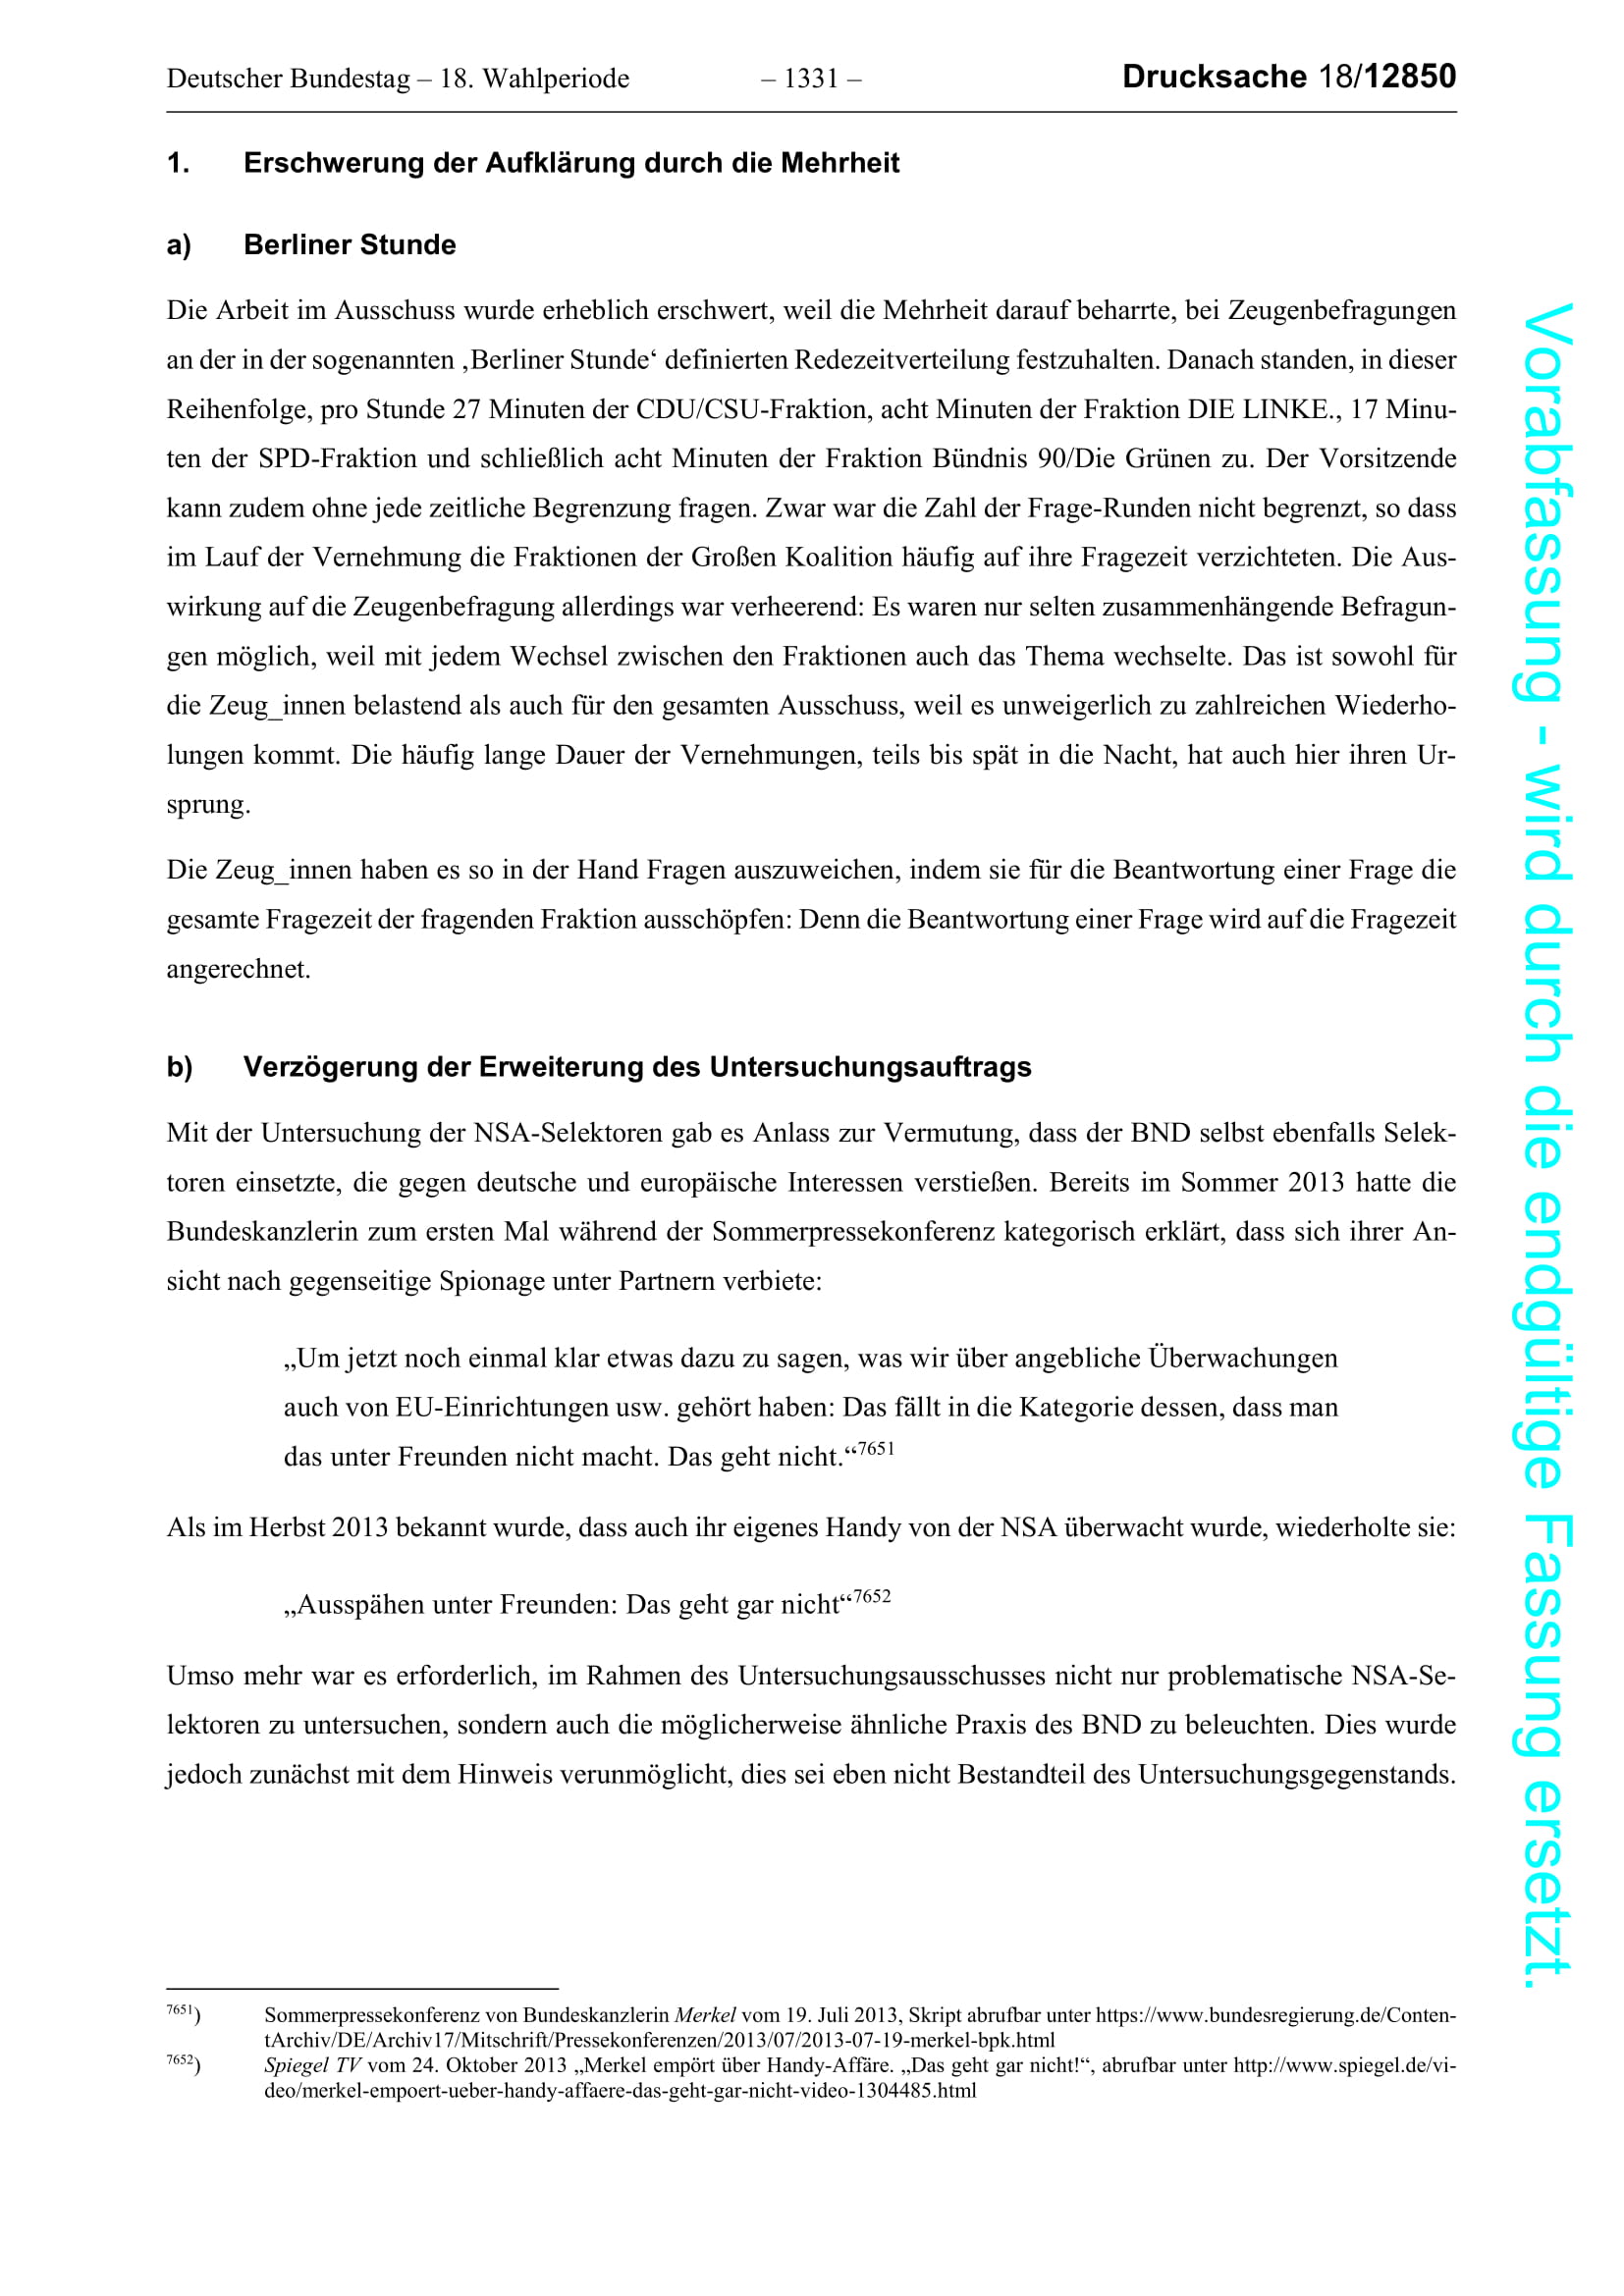 Deutscher Bundestag – 18. Wahlperiode – 1331 – Drucksache 18/12850
1. Erschwerung der Aufklärung durch die Mehrheit
a) Berliner Stunde
Die Arbeit im Ausschuss wurde erheblich erschwert, weil die Mehrheit darauf beharrte, bei Zeugenbefragungen
an der in der sogenannten ‚Berliner Stunde‘ definierten Redezeitverteilung festzuhalten. Danach standen, in dieser
Reihenfolge, pro Stunde 27 Minuten der CDU/CSU-Fraktion, acht Minuten der Fraktion DIE LINKE., 17 Minu-
ten der SPD-Fraktion und schließlich acht Minuten der Fraktion Bündnis 90/Die Grünen zu. Der Vorsitzende
kann zudem ohne jede zeitliche Begrenzung fragen. Zwar war die Zahl der Frage-Runden nicht begrenzt, so dass
im Lauf der Vernehmung die Fraktionen der Großen Koalition häufig auf ihre Fragezeit verzichteten. Die Aus-
wirkung auf die Zeugenbefragung allerdings war verheerend: Es waren nur selten zusammenhängende Befragun-
gen möglich, weil mit jedem Wechsel zwischen den Fraktionen auch das Thema wechselte. Das ist sowohl für
die Zeug_innen belastend als auch für den gesamten Ausschuss, weil es unweigerlich zu zahlreichen Wiederho-
lungen kommt. Die häufig lange Dauer der Vernehmungen, teils bis spät in die Nacht, hat auch hier ihren Ur-
sprung.
Die Zeug_innen haben es so in der Hand Fragen auszuweichen, indem sie für die Beantwortung einer Frage die
gesamte Fragezeit der fragenden Fraktion ausschöpfen: Denn die Beantwortung einer Frage wird auf die Fragezeit
angerechnet.
b) Verzögerung der Erweiterung des Untersuchungsauftrags
Mit der Untersuchung der NSA-Selektoren gab es Anlass zur Vermutung, dass der BND selbst ebenfalls Selek-
toren einsetzte, die gegen deutsche und europäische Interessen verstießen. Bereits im Sommer 2013 hatte die
Bundeskanzlerin zum ersten Mal während der Sommerpressekonferenz kategorisch erklärt, dass sich ihrer An-
sicht nach gegenseitige Spionage unter Partnern verbiete:
„Um jetzt noch einmal klar etwas dazu zu sagen, was wir über angebliche Überwachungen
auch von EU-Einrichtungen usw. gehört haben: Das fällt in die Kategorie dessen, dass man
das unter Freunden nicht macht. Das geht nicht.“7651
Als im Herbst 2013 bekannt wurde, dass auch ihr eigenes Handy von der NSA überwacht wurde, wiederholte sie:
„Ausspähen unter Freunden: Das geht gar nicht“7652
Umso mehr war es erforderlich, im Rahmen des Untersuchungsausschusses nicht nur problematische NSA-Se-
lektoren zu untersuchen, sondern auch die möglicherweise ähnliche Praxis des BND zu beleuchten. Dies wurde
jedoch zunächst mit dem Hinweis verunmöglicht, dies sei eben nicht Bestandteil des Untersuchungsgegenstands.
7651) Sommerpressekonferenz von Bundeskanzlerin Merkel vom 19. Juli 2013, Skript abrufbar unter https://www.bundesregierung.de/Conten-
tArchiv/DE/Archiv17/Mitschrift/Pressekonferenzen/2013/07/2013-07-19-merkel-bpk.html
7652) Spiegel TV vom 24. Oktober 2013 „Merkel empört über Handy-Affäre. „Das geht gar nicht!“, abrufbar unter http://www.spiegel.de/vi-
deo/merkel-empoert-ueber-handy-affaere-das-geht-gar-nicht-video-1304485.html
Vorabfassung - wird durch die endgültige Fassung ersetzt.